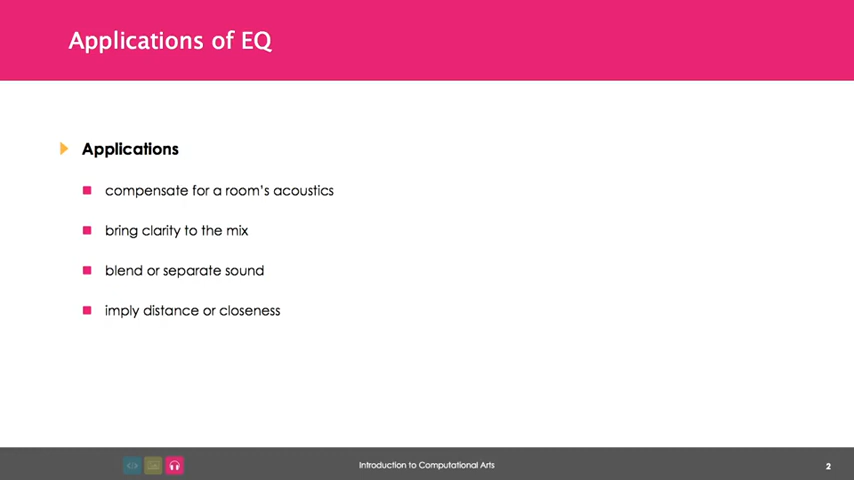 Applications of EQ
Applications
compensate for a room's acoustics
bring clarity to the mix
blend or separate sound
imply distance or closeness
Introduction to Computational Arts
2